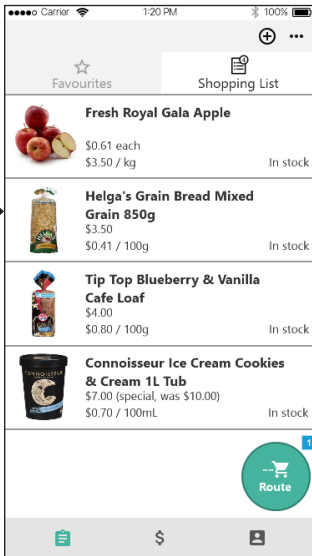 Carrier 1:20 PM 100%
Favourites Shopping List
Fresh Royal Gala Apple
$0.61 each
$3.50 / kg In stock
Helga's Grain Bread Mixed
Grain 850g
$3.50
$0.41 / 100g In stock
Tip Top Blueberry & Vanilla
Cafe Loaf
$4.00
$0.80 / 100g In stock
CONNOISSEUR
Connoisseur Ice Cream Cookies
& Cream 1L Tub
$7.00 (special, was $10.00)
$0.70 / 100mL In stock
1
Route
$